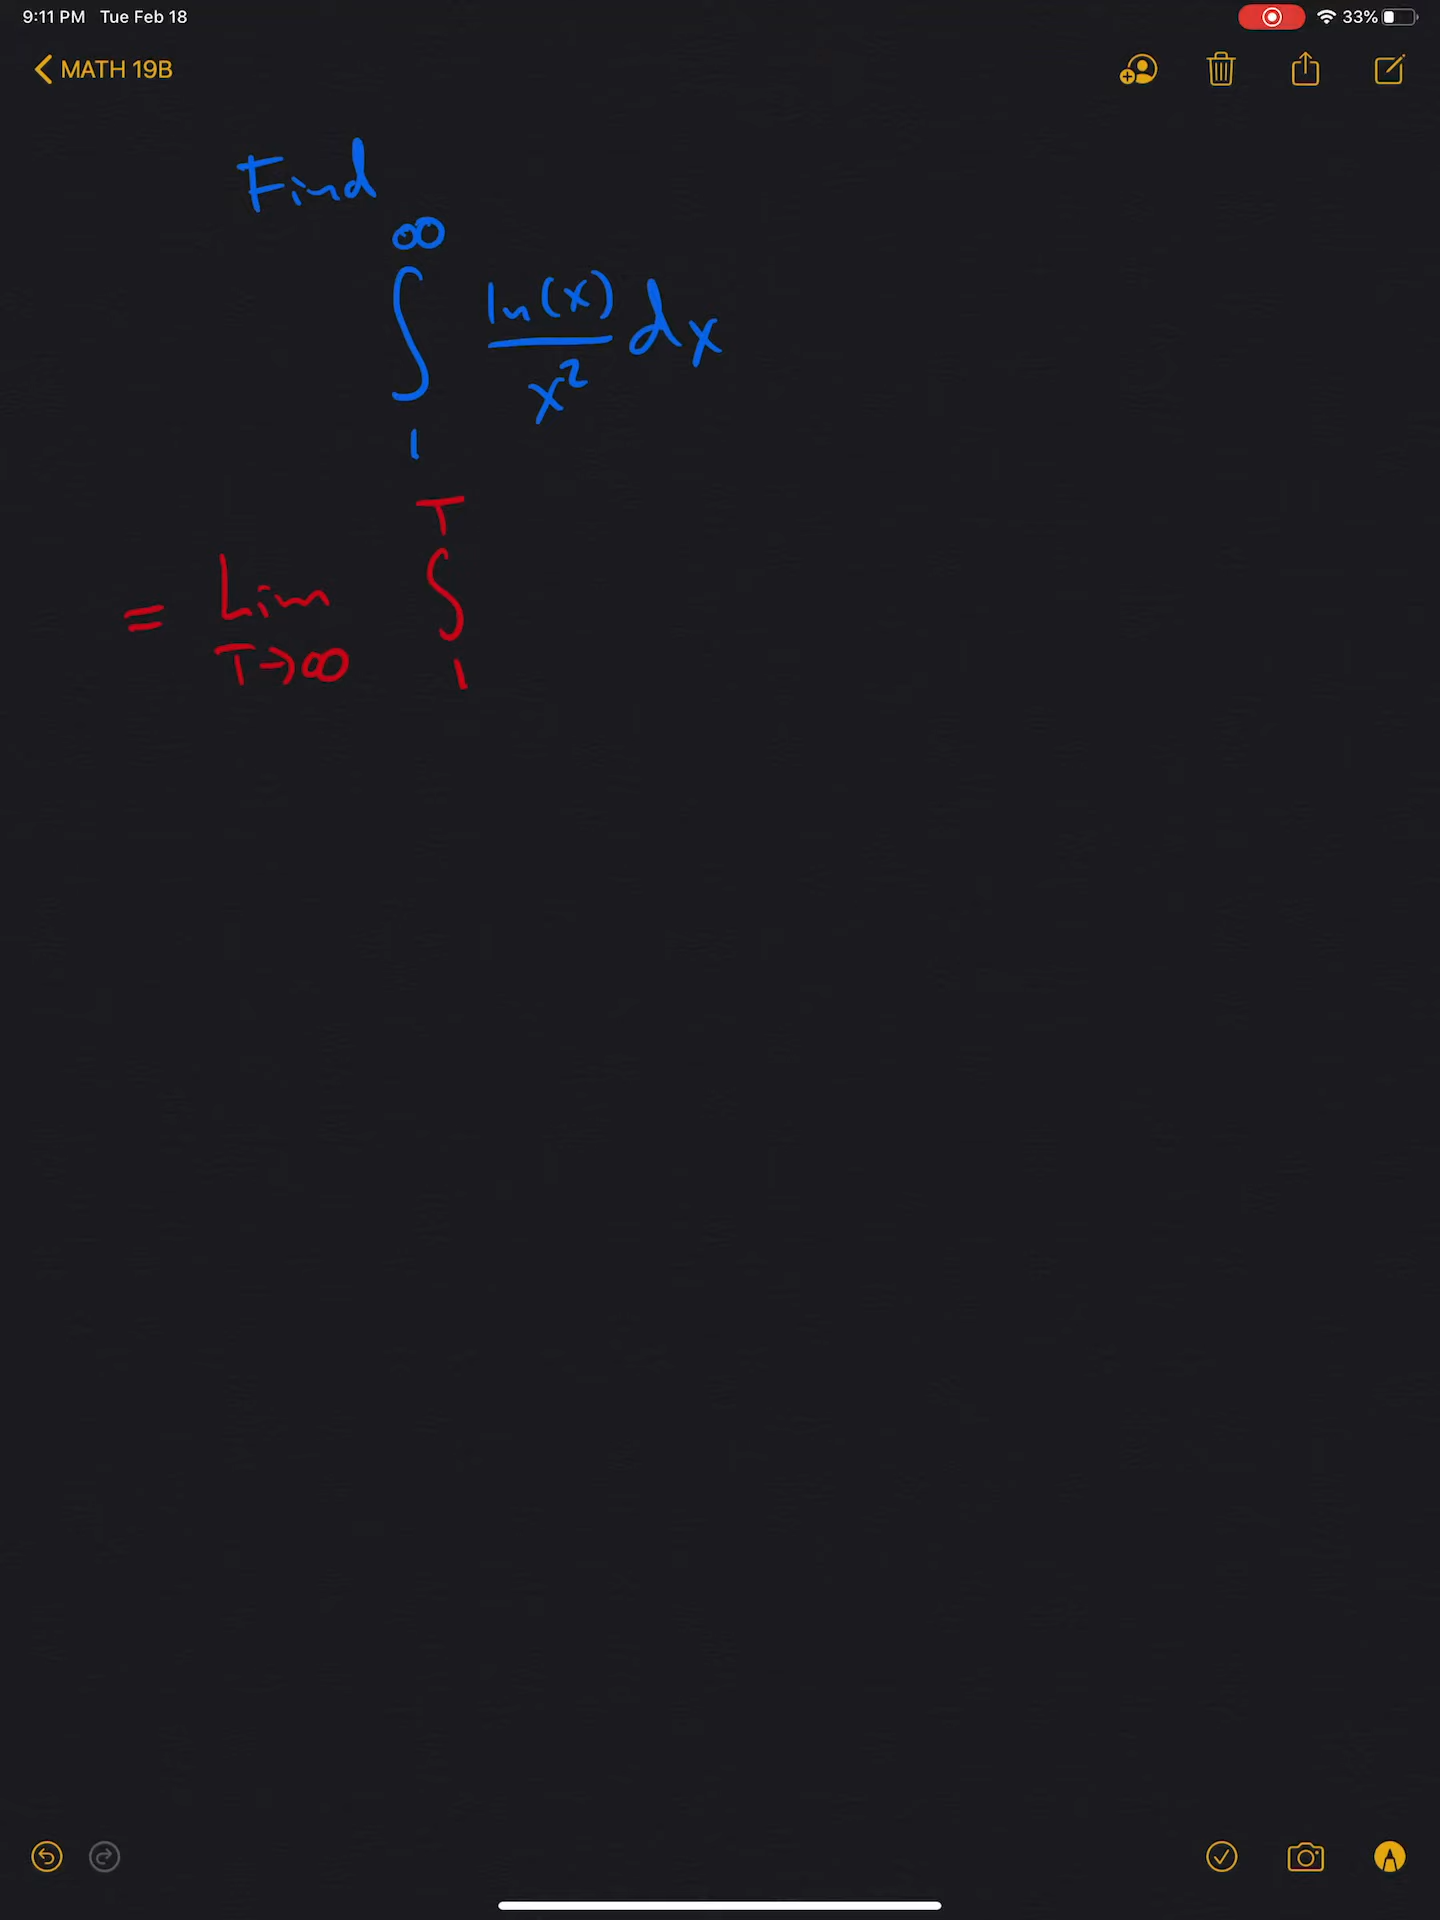 9:11 PM Tue Feb 18 33%
MATH 19B
Find
∞
∫ ln(x)/x² dx
1
T
= Lim ∫
T→∞ 1